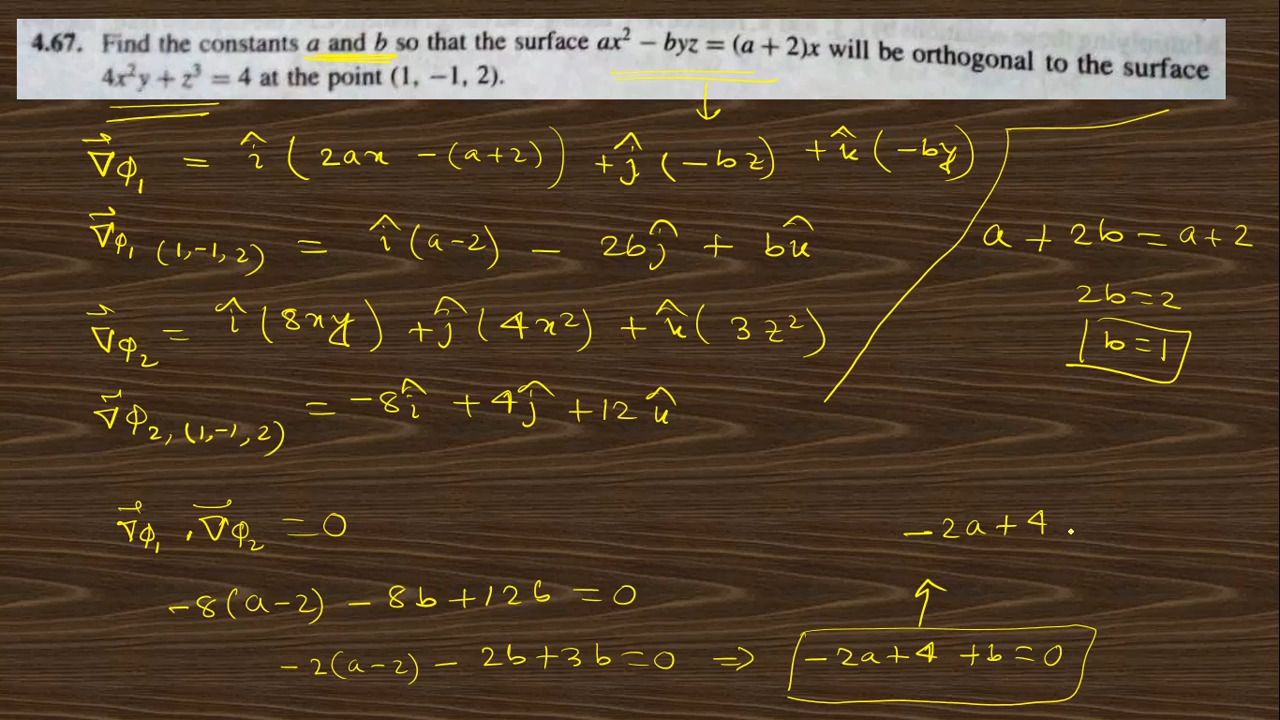 4.67. Find the constants a and b so that the surface ax² − byz = (a + 2)x will be orthogonal to the surface
4x²y + z³ = 4 at the point (1, −1, 2).
∇⃗φ₁ = î (2ax − (a+2)) + ĵ (−bz) + k̂ (−by)
∇⃗φ₁ (1,-1,2) = î (a−2) − 2bĵ + bk̂
∇⃗φ₂ = î (8xy) + ĵ (4x²) + k̂ (3z²)
∇⃗φ₂, (1,-1,2) = −8î + 4ĵ + 12k̂
∇⃗φ₁ . ∇⃗φ₂ = 0
−8(a−2) − 8b + 12b = 0
−2(a−2) − 2b + 3b = 0 ⇒ −2a + 4 + b = 0
a + 2b = a + 2
2b = 2
b = 1
−2a + 4 .